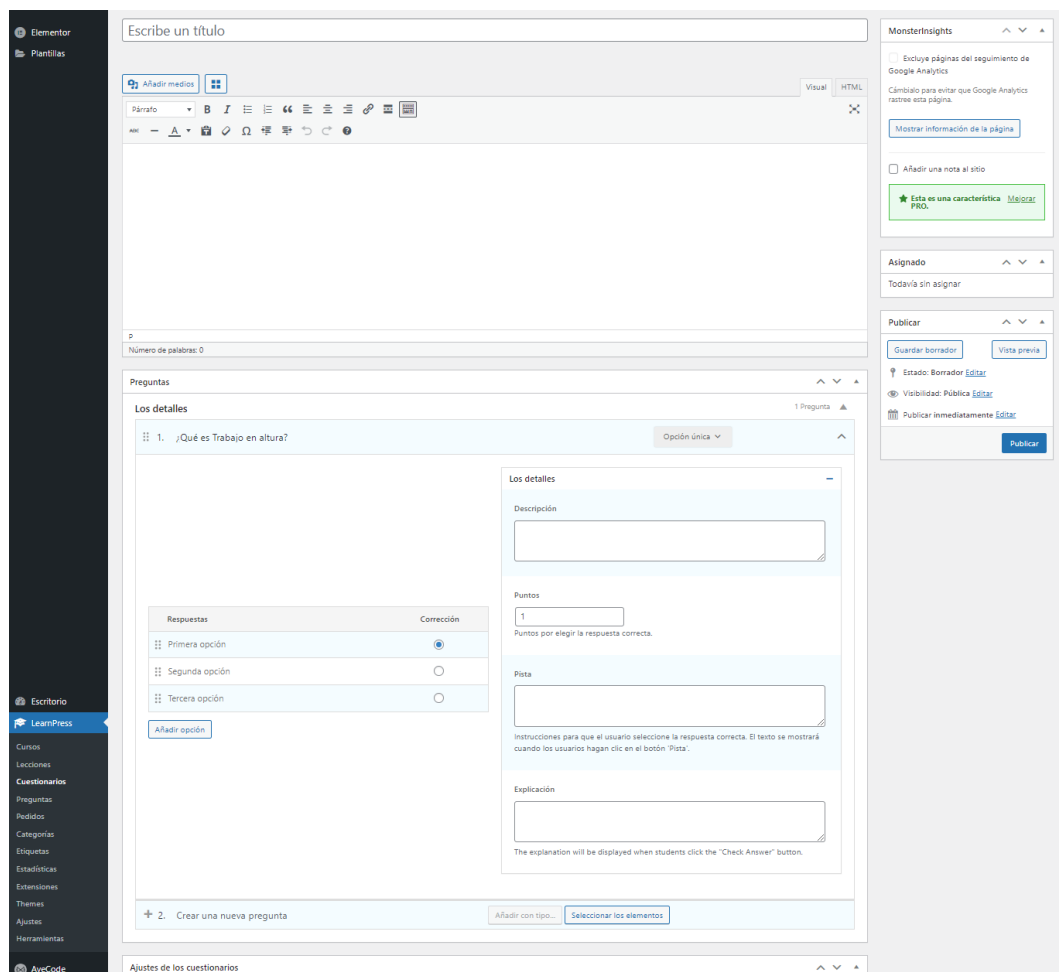 Elementor
Plantillas
Escritorio
LearnPress
Cursos
Lecciones
Cuestionarios
Preguntas
Pedidos
Categorías
Etiquetas
Estadísticas
Extensiones
Themes
Ajustes
Herramientas
AveCode
Escribe un título
Añadir medios
Visual HTML
Párrafo
B I
ABC A Ω
P
Número de palabras: 0
Preguntas
Los detalles 1 Pregunta
1. ¿Qué es Trabajo en altura? Opción única
Respuestas Corrección
Primera opción
Segunda opción
Tercera opción
Añadir opción
Los detalles
Descripción
Puntos
1
Puntos por elegir la respuesta correcta.
Pista
Instrucciones para que el usuario seleccione la respuesta correcta. El texto se mostrará
cuando los usuarios hagan clic en el botón 'Pista'.
Explicación
The explanation will be displayed when students click the "Check Answer" button.
+ 2. Crear una nueva pregunta Añadir con tipo... Seleccionar los elementos
Ajustes de los cuestionarios
MonsterInsights
Excluye páginas del seguimiento de
Google Analytics
Cámbialo para evitar que Google Analytics
rastree esta página.
Mostrar información de la página
Añadir una nota al sitio
Esta es una característica Mejorar
PRO.
Asignado
Todavía sin asignar
Publicar
Guardar borrador Vista previa
Estado: Borrador Editar
Visibilidad: Pública Editar
Publicar inmediatamente Editar
Publicar